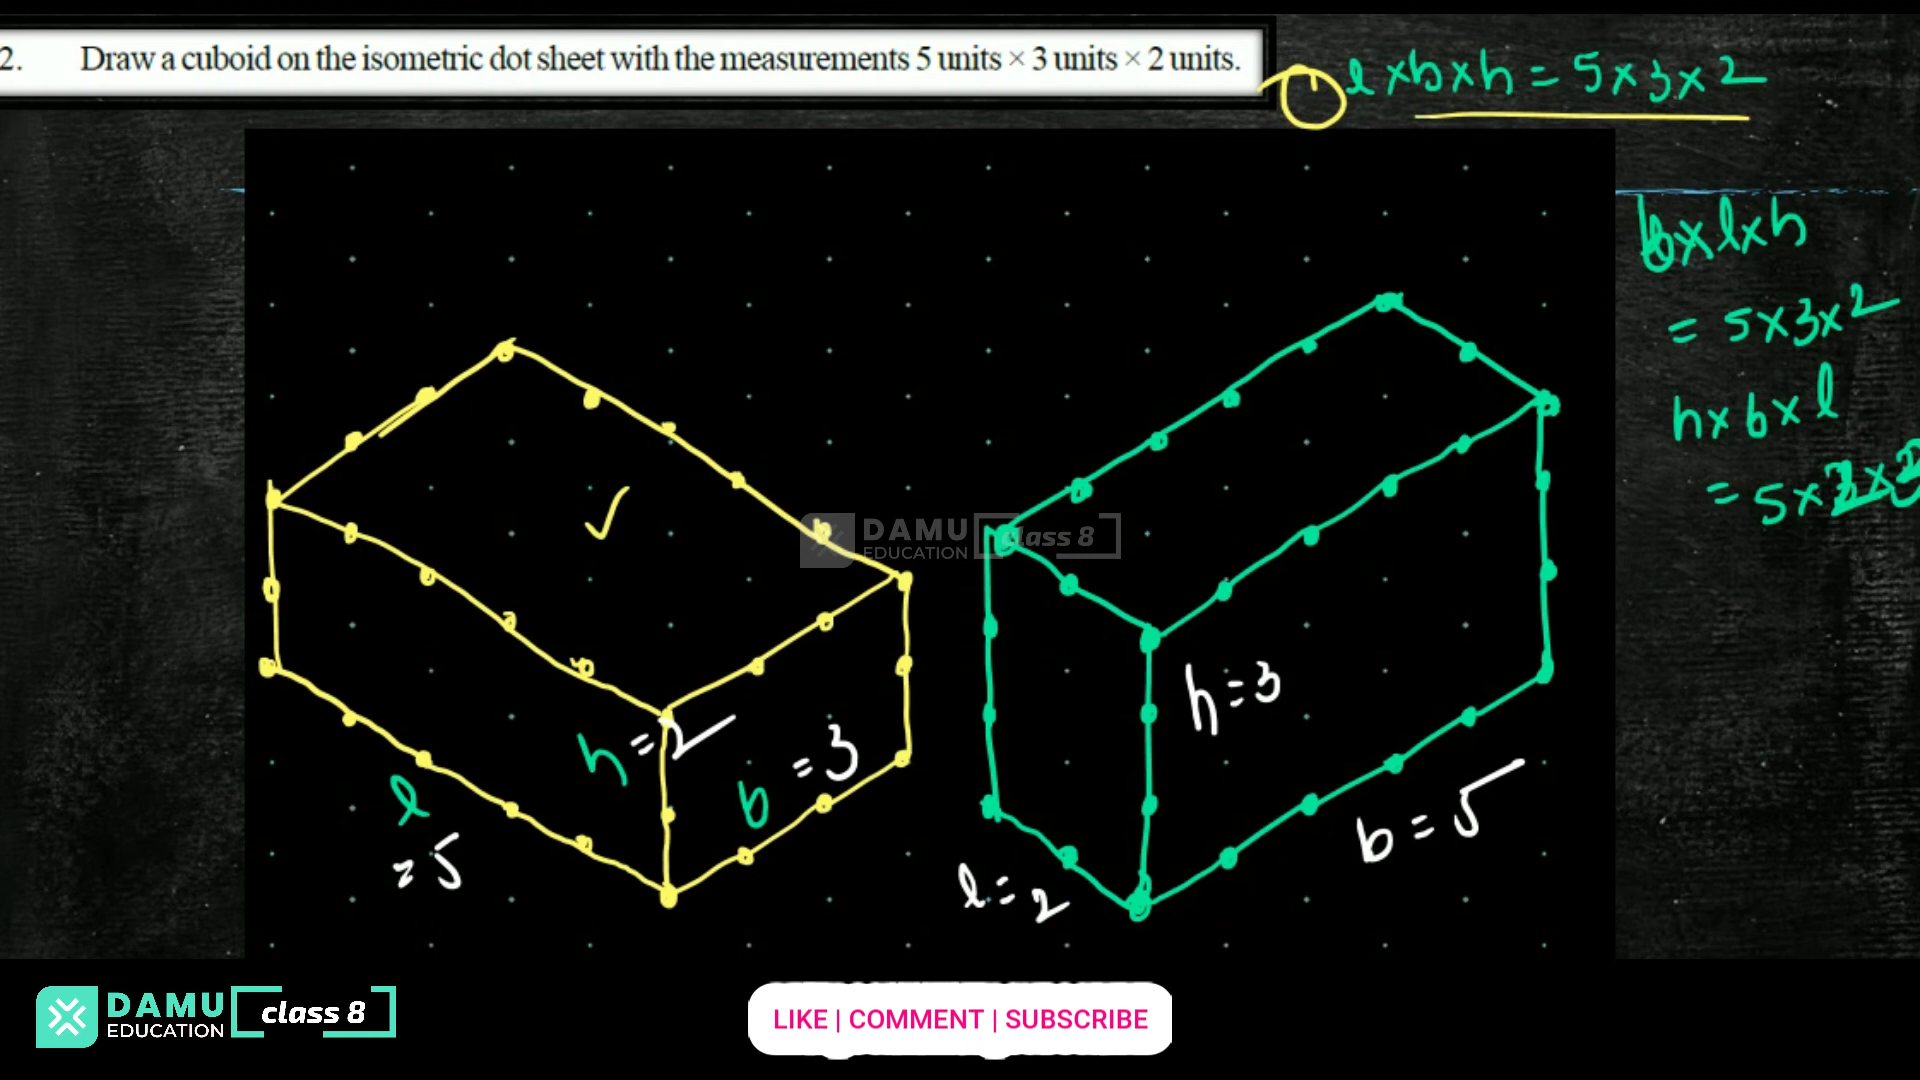 2. Draw a cuboid on the isometric dot sheet with the measurements 5 units × 3 units × 2 units.
l × b × h = 5 × 3 × 2
b × l × h
= 5 × 3 × 2
h × b × l
= 5 ×
DAMU
EDUCATION
class 8
h = 2
b = 3
l
= 5
h = 3
b = 5
l = 2
DAMU
EDUCATION
class 8
LIKE | COMMENT | SUBSCRIBE